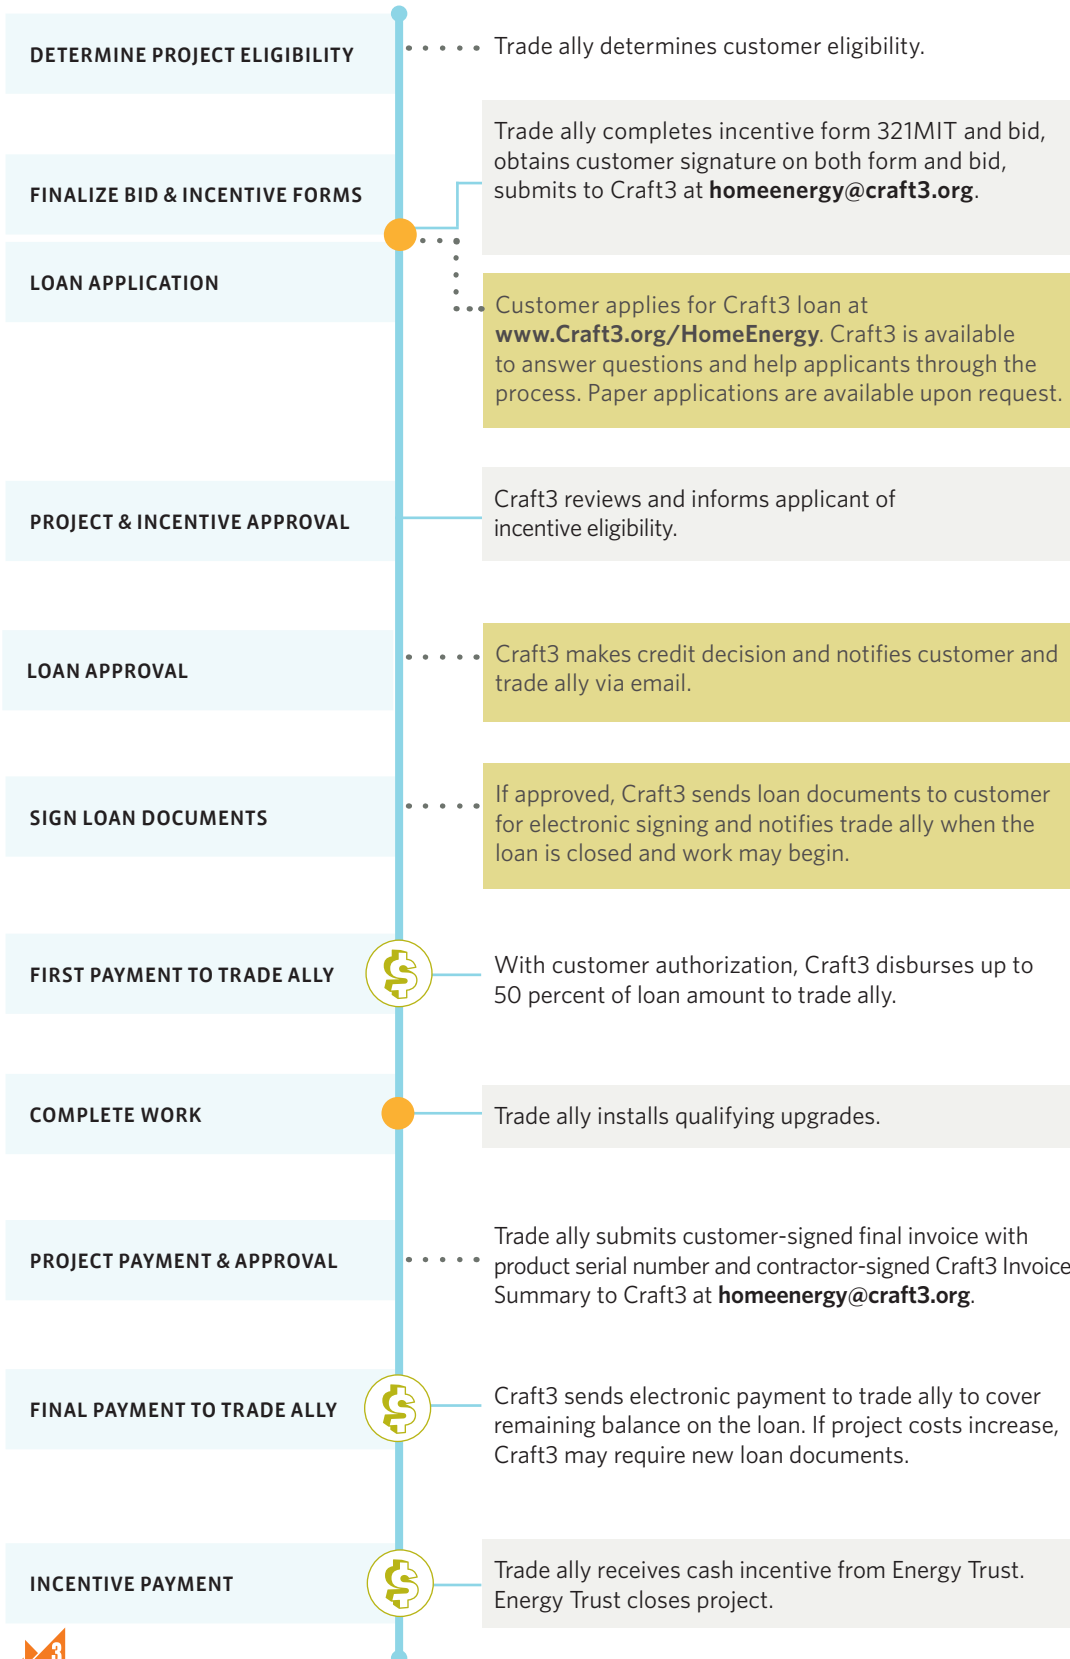 DETERMINE PROJECT ELIGIBILITY
Trade ally determines customer eligibility.
FINALIZE BID & INCENTIVE FORMS
Trade ally completes incentive form 321MIT and bid,
obtains customer signature on both form and bid,
submits to Craft3 at homeenergy@craft3.org.
LOAN APPLICATION
Customer applies for Craft3 loan at
www.Craft3.org/HomeEnergy. Craft3 is available
to answer questions and help applicants through the
process. Paper applications are available upon request.
PROJECT & INCENTIVE APPROVAL
Craft3 reviews and informs applicant of
incentive eligibility.
LOAN APPROVAL
Craft3 makes credit decision and notifies customer and
trade ally via email.
SIGN LOAN DOCUMENTS
If approved, Craft3 sends loan documents to customer
for electronic signing and notifies trade ally when the
loan is closed and work may begin.
FIRST PAYMENT TO TRADE ALLY
$
With customer authorization, Craft3 disburses up to
50 percent of loan amount to trade ally.
COMPLETE WORK
Trade ally installs qualifying upgrades.
PROJECT PAYMENT & APPROVAL
Trade ally submits customer-signed final invoice with
product serial number and contractor-signed Craft3 Invoice
Summary to Craft3 at homeenergy@craft3.org.
FINAL PAYMENT TO TRADE ALLY
$
Craft3 sends electronic payment to trade ally to cover
remaining balance on the loan. If project costs increase,
Craft3 may require new loan documents.
INCENTIVE PAYMENT
$
Trade ally receives cash incentive from Energy Trust.
Energy Trust closes project.
3